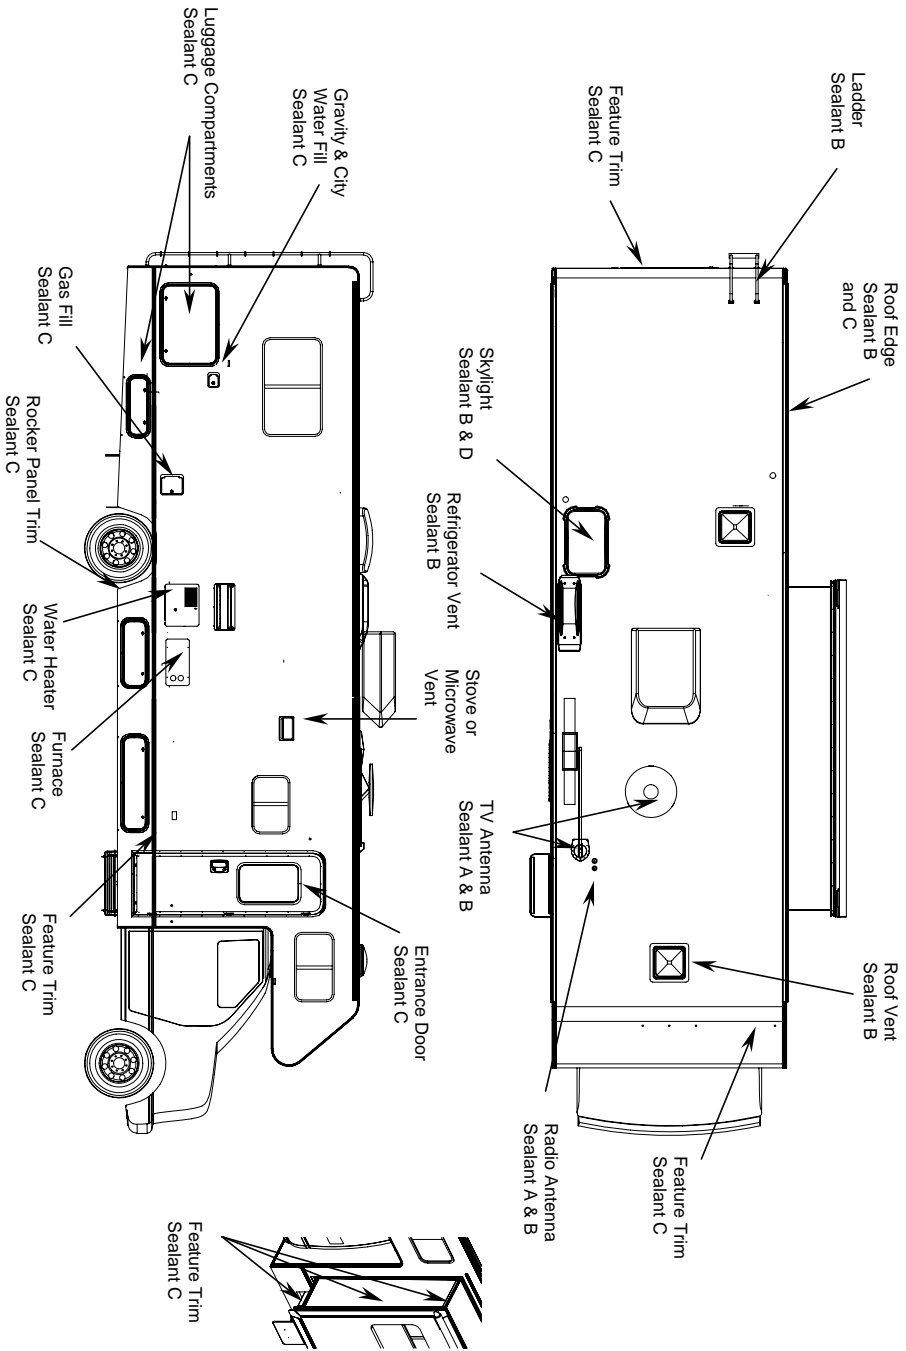 Ladder
Sealant B
Roof Edge
Sealant B
and C
Feature Trim
Sealant C
Skylight
Sealant B & D
Refrigerator Vent
Sealant B
Stove or
Microwave
Vent
TV Antenna
Sealant A & B
Roof Vent
Sealant B
Radio Antenna
Sealant A & B
Feature Trim
Sealant C
Luggage Compartments
Sealant C
Gravity & City
Water Fill
Sealant C
Gas Fill
Sealant C
Rocker Panel Trim
Sealant C
Water Heater
Sealant C
Furnace
Sealant C
Feature Trim
Sealant C
Entrance Door
Sealant C
Feature Trim
Sealant C